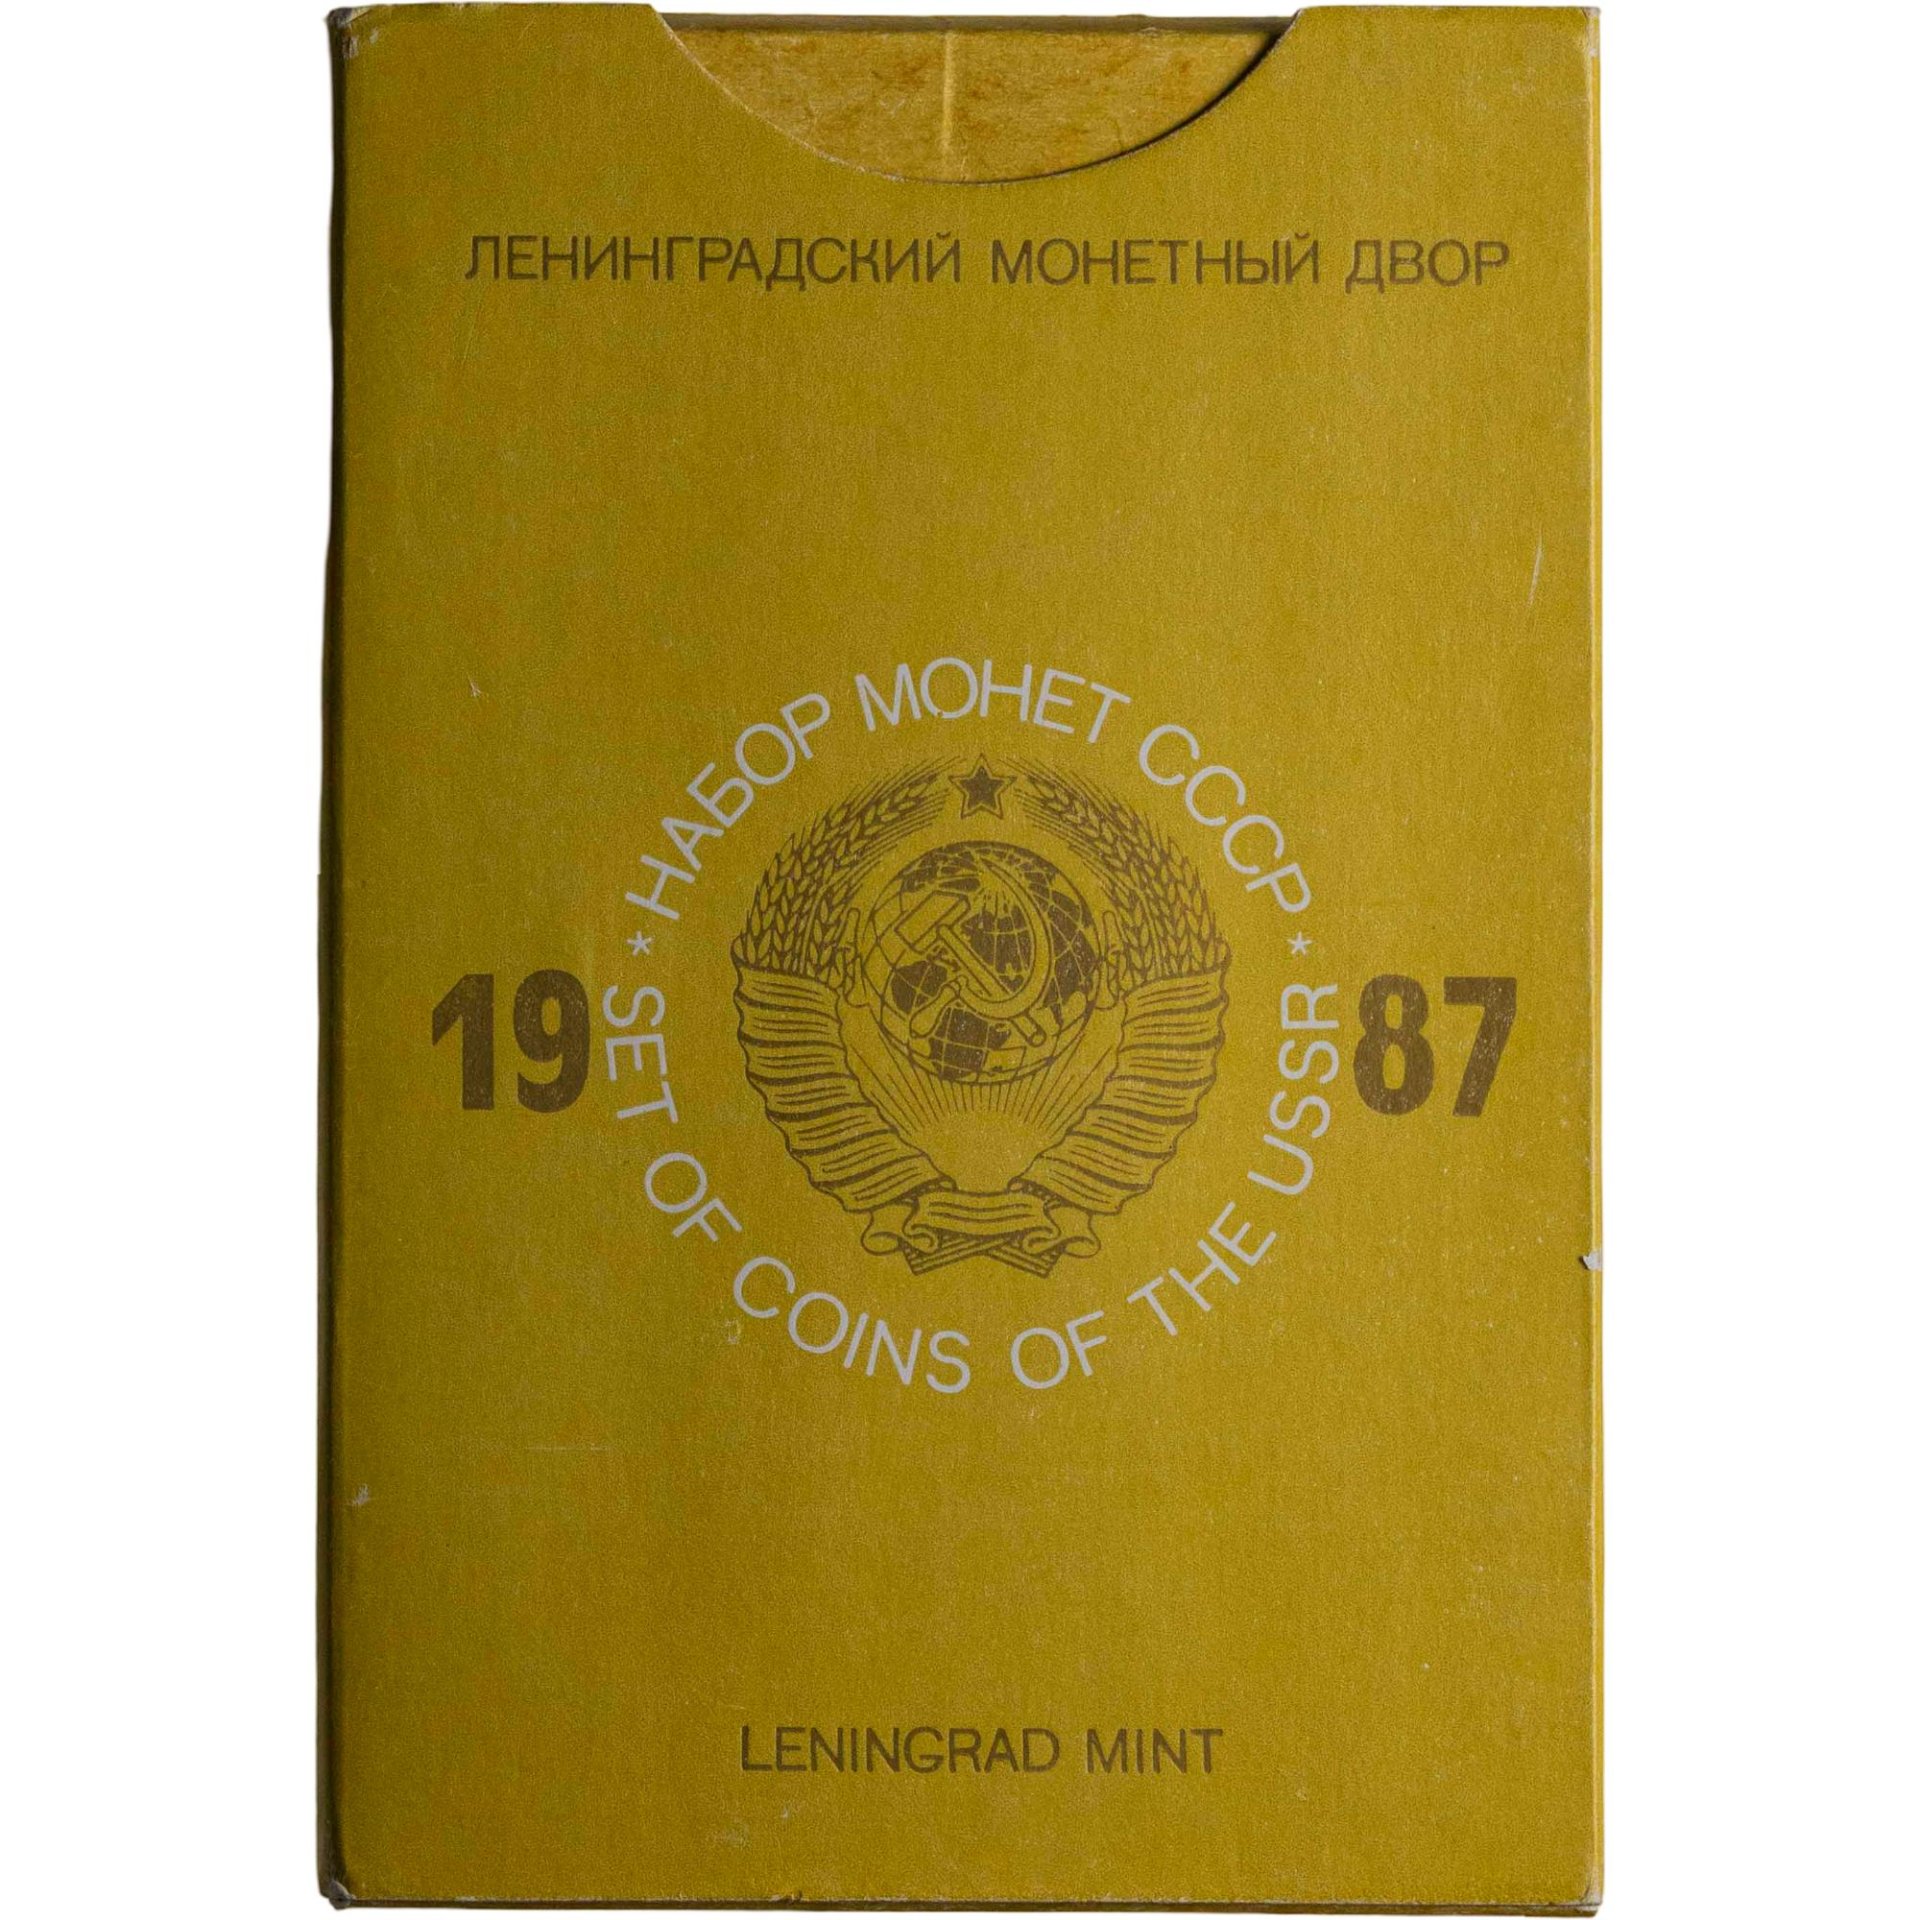 ЛЕНИНГРАДСКИЙ МОНЕТНЫЙ ДВОР
* НАБОР МОНЕТ СССР *
19 87
SET OF COINS OF THE USSR
LENINGRAD MINT